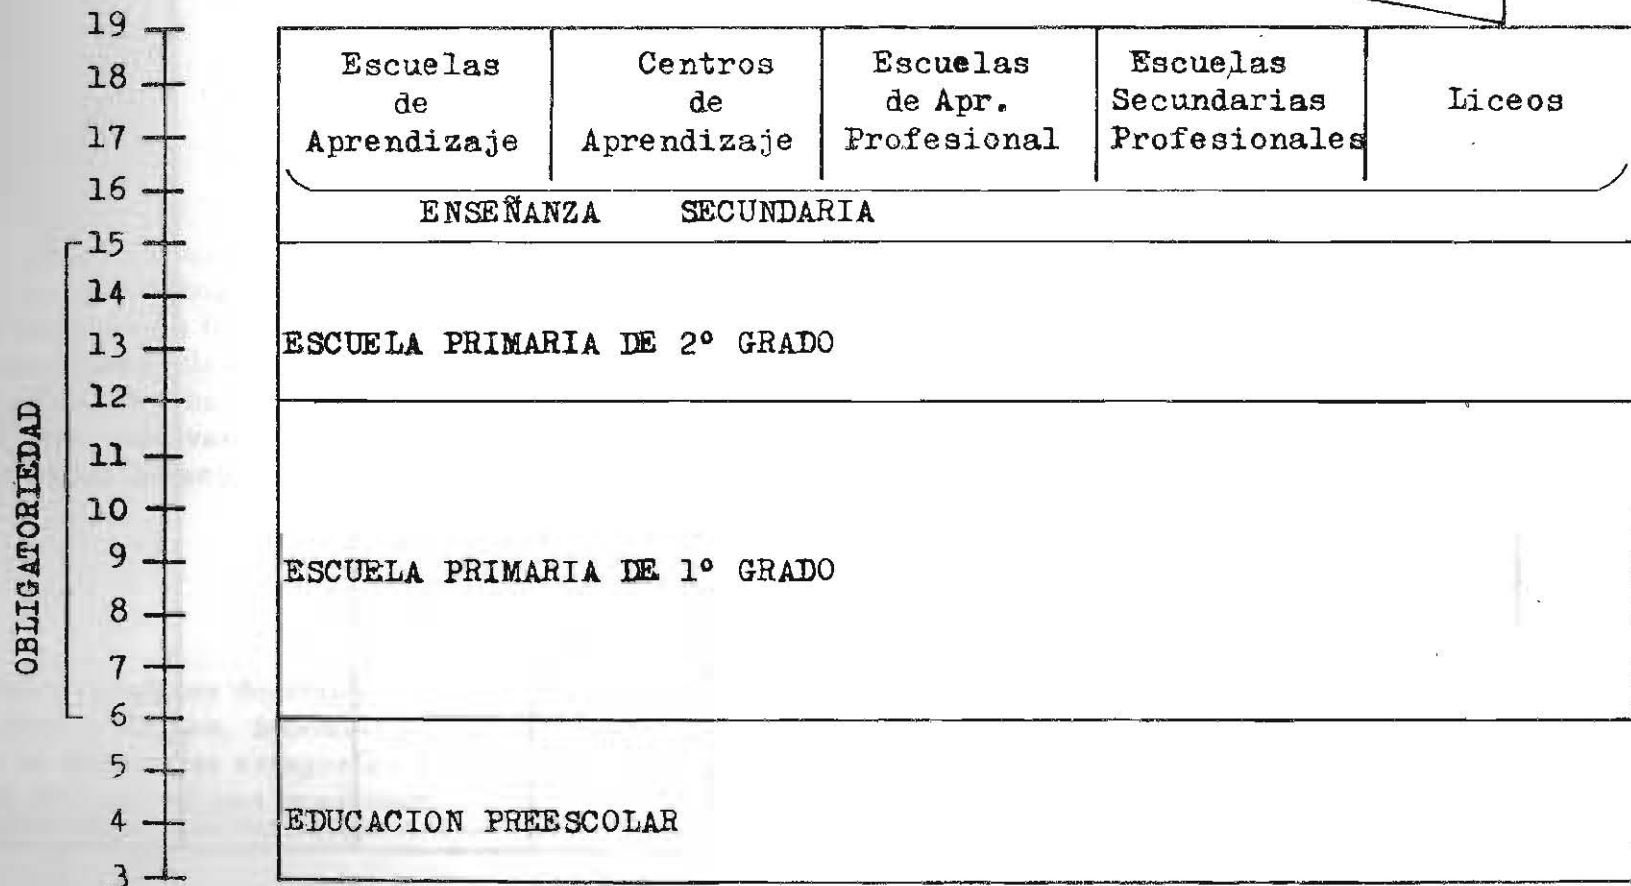 19
18
17
16
15
14
13
12
11
10
9
8
7
6
5
4
3
OBLIGATORIEDAD
Escuelas
de
Aprendizaje
Centros
de
Aprendizaje
Escuelas
de Apr.
Profesional
Escuelas
Secundarias
Profesionales
Liceos
ENSEÑANZA SECUNDARIA
ESCUELA PRIMARIA DE 2º GRADO
ESCUELA PRIMARIA DE 1º GRADO
EDUCACION PREESCOLAR